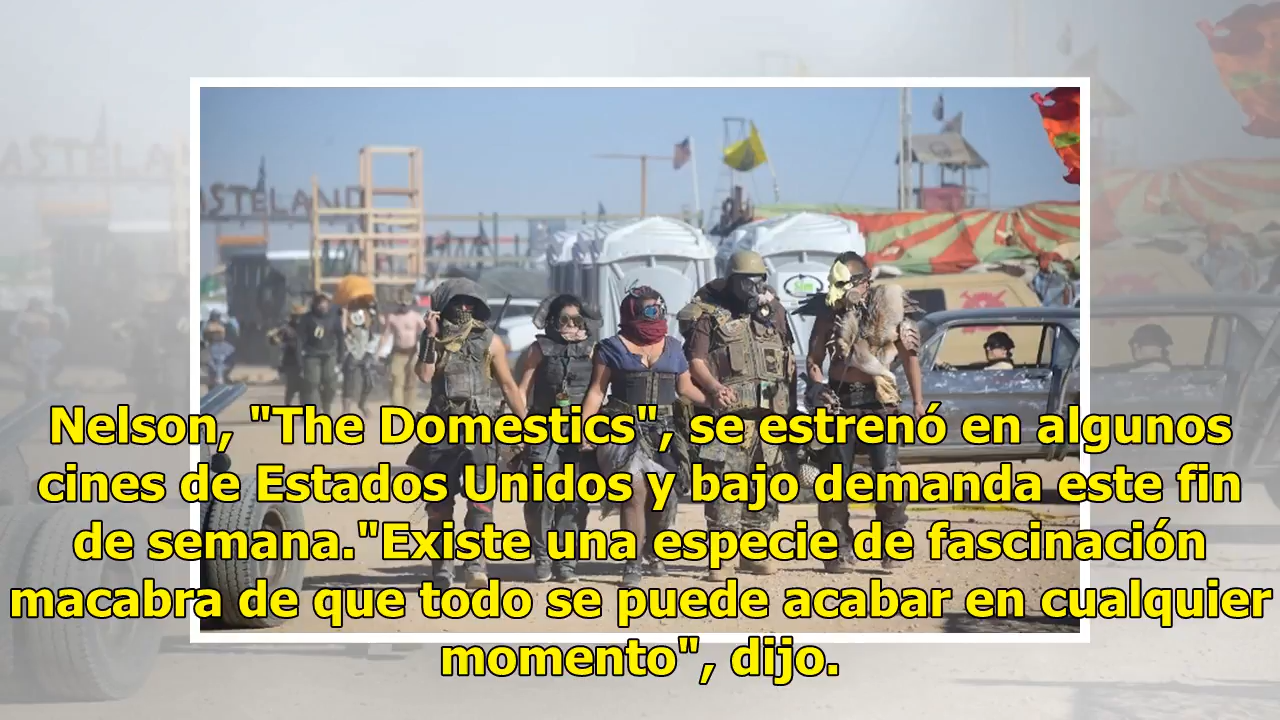 WASTELAND
Nelson, "The Domestics", se estrenó en algunos
cines de Estados Unidos y bajo demanda este fin
de semana."Existe una especie de fascinación
macabra de que todo se puede acabar en cualquier
momento", dijo.